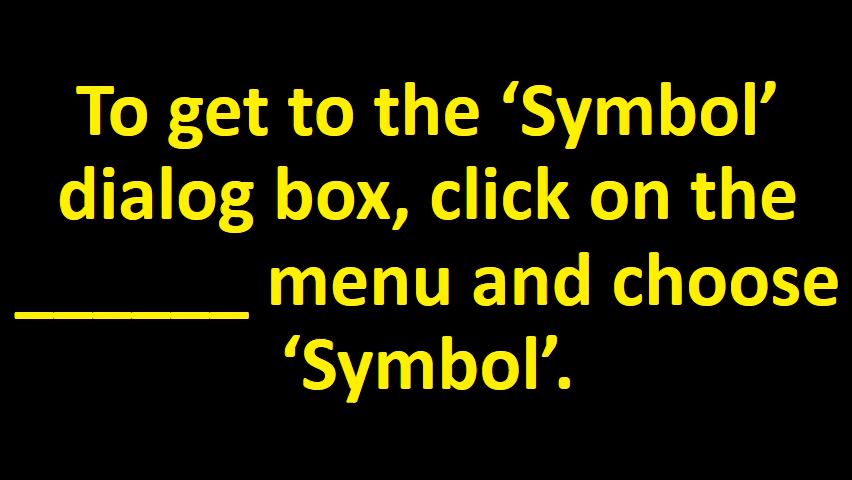 To get to the ‘Symbol’
dialog box, click on the
______ menu and choose
‘Symbol’.